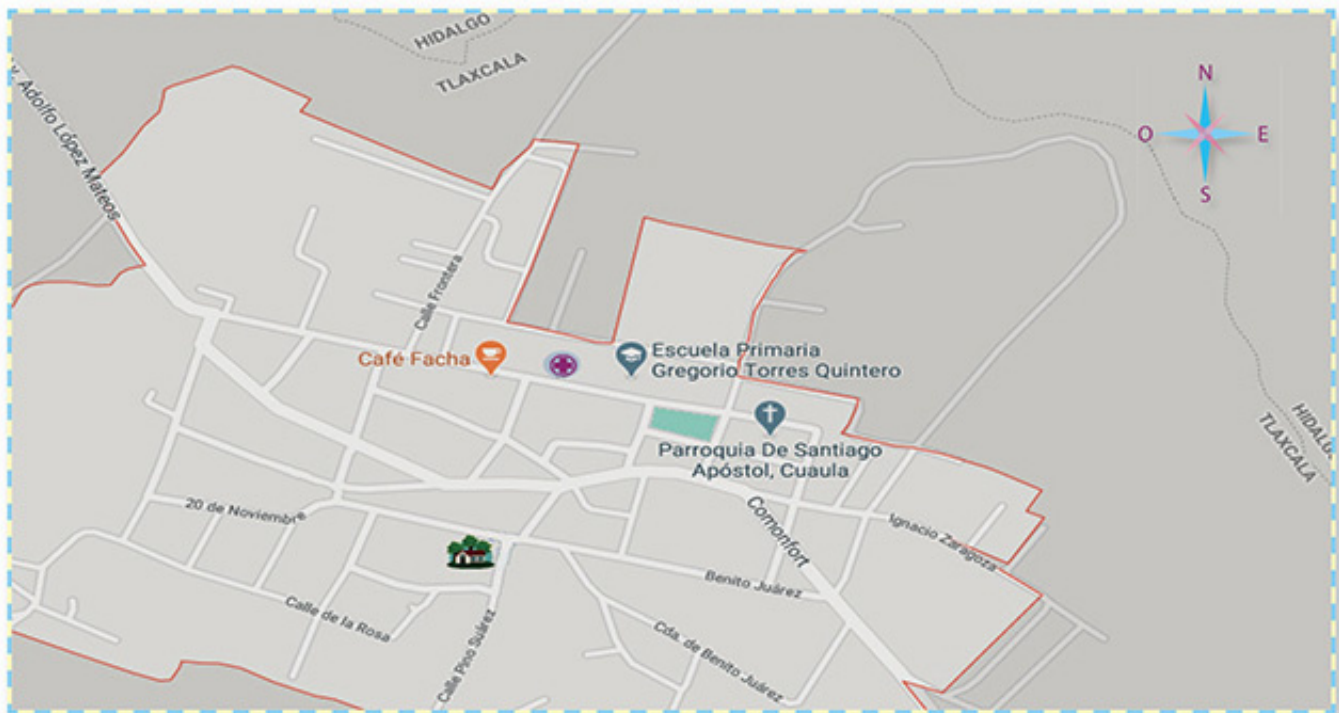 HIDALGO
TLAXCALA
N
O
E
S
v. Adolfo López Mateos
Calle Frontera
Café Facha
Escuela Primaria
Gregorio Torres Quintero
Parroquia De Santiago
Apóstol, Cuaula
HIDALGO
TLAXCALA
20 de Noviembre
Comonfort
Ignacio Zaragoza
Benito Juárez
Calle de la Rosa
Calle Pino Suárez
Cda. de Benito Juárez